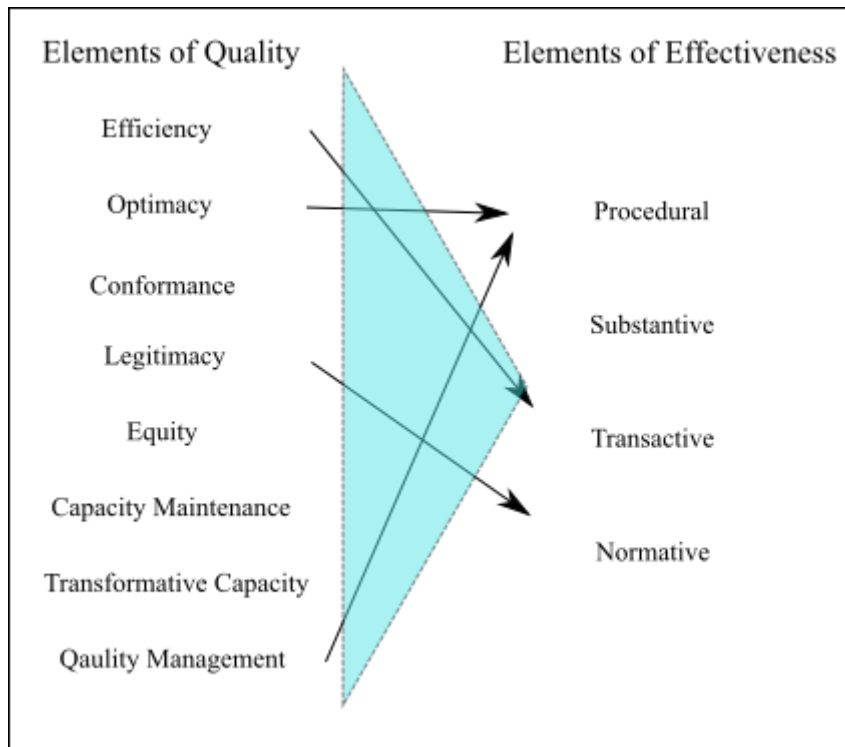 Elements of Quality
Efficiency
Optimacy
Conformance
Legitimacy
Equity
Capacity Maintenance
Transformative Capacity
Qaulity Management
Elements of Effectiveness
Procedural
Substantive
Transactive
Normative